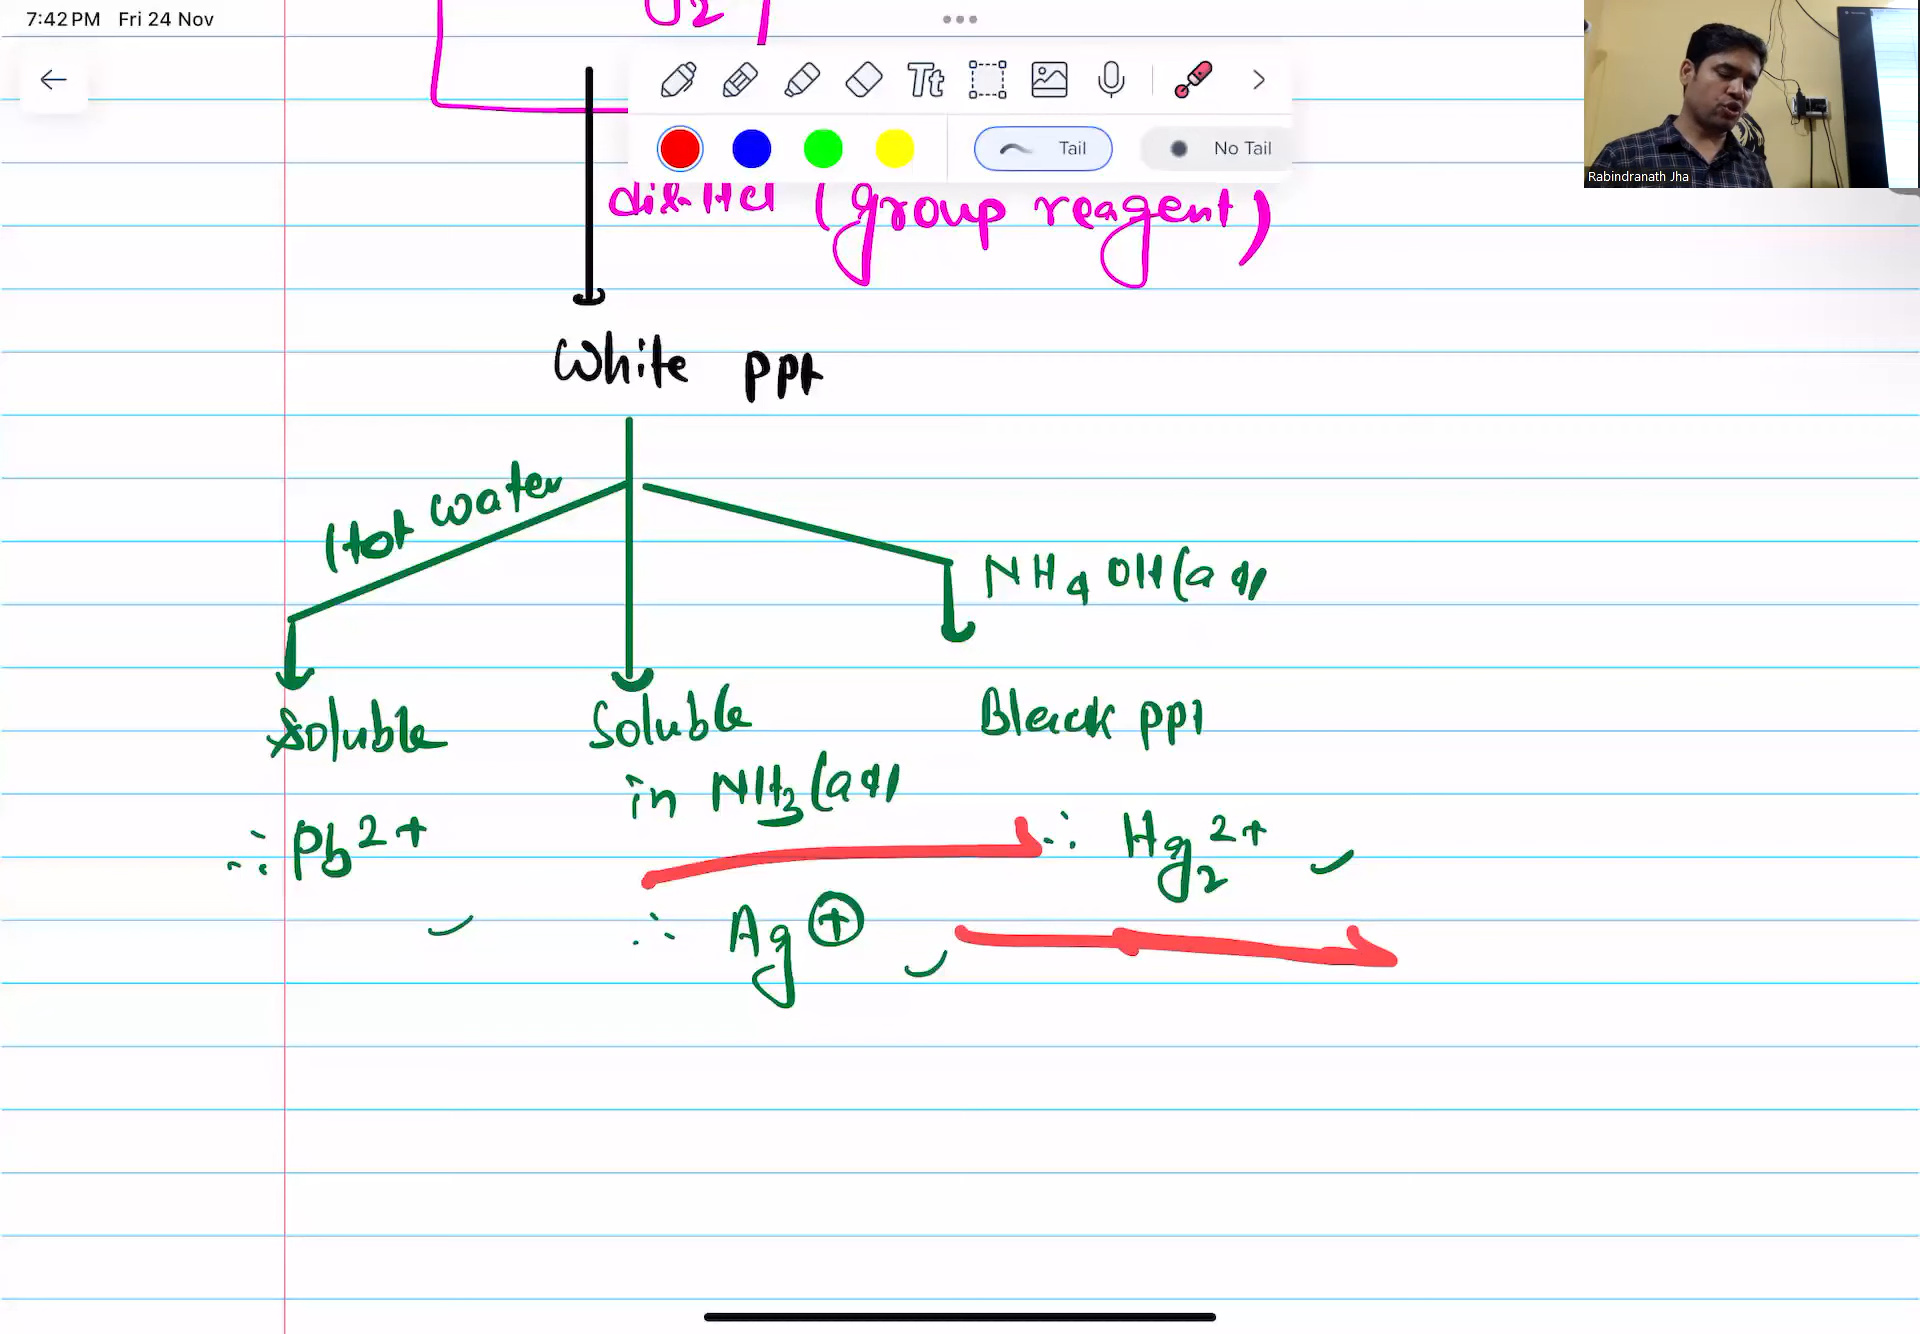 7:42 PM Fri 24 Nov
Tt
Tail No Tail
Rabindranath Jha
dil HCl (group reagent)
White ppt
Hot water
NH4OH(aq)
Soluble Soluble Black ppt
in NH3(aq)
∴ Pb2+ ∴ Hg2 2+
∴ Ag+